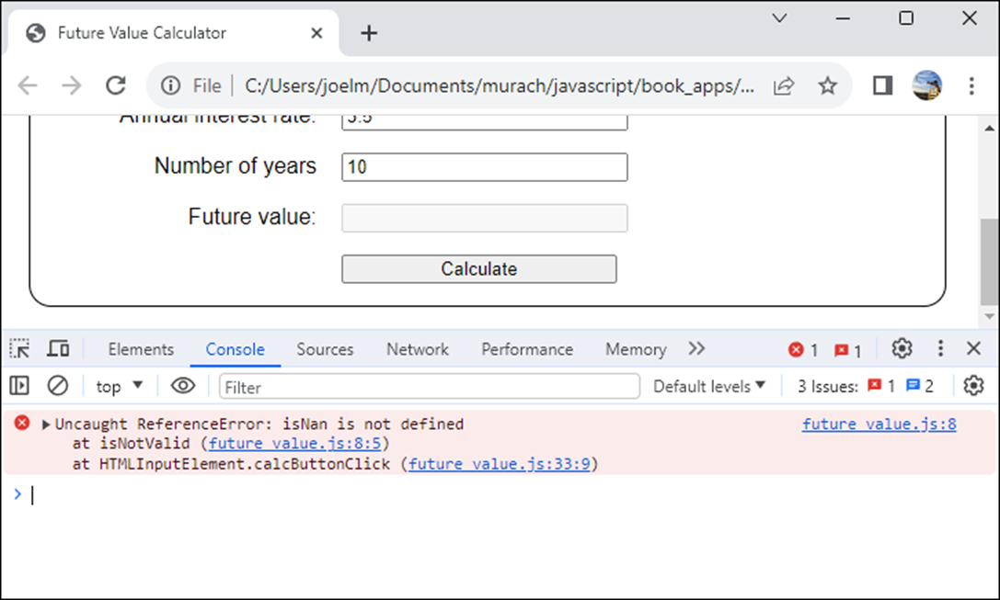 Future Value Calculator
File C:/Users/joelm/Documents/murach/javascript/book_apps/...
Annual interest rate: 3.5
Number of years 10
Future value:
Calculate
Elements Console Sources Network Performance Memory 1 1
top Filter Default levels 3 Issues: 1 2
Uncaught ReferenceError: isNan is not defined future_value.js:8
at isNotValid (future_value.js:8:5)
at HTMLInputElement.calcButtonClick (future_value.js:33:9)